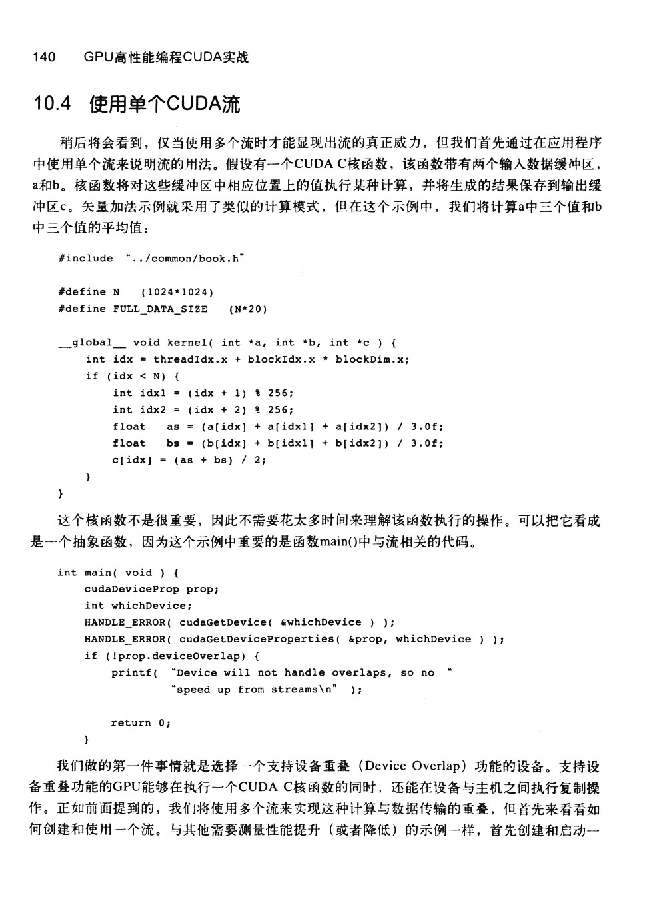 140 GPU高性能编程CUDA实战
10.4 使用单个CUDA流
稍后将会看到，仅当使用多个流时才能显现出流的真正威力，但我们首先通过在应用程序
中使用单个流来说明流的用法。假设有一个CUDA C核函数，该函数带有两个输入数据缓冲区，
a和b。核函数将对这些缓冲区中相应位置上的值执行某种计算，并将生成的结果保存到输出缓
冲区c。矢量加法示例就采用了类似的计算模式，但在这个示例中，我们将计算a中三个值和b
中三个值的平均值：
#include "../common/book.h"
#define N (1024*1024)
#define FULL_DATA_SIZE (N*20)
__global__ void kernel( int *a, int *b, int *c ) {
int idx = threadIdx.x + blockIdx.x * blockDim.x;
if (idx < N) {
int idx1 = (idx + 1) % 256;
int idx2 = (idx + 2) % 256;
float as = (a[idx] + a[idx1] + a[idx2]) / 3.0f;
float bs = (b[idx] + b[idx1] + b[idx2]) / 3.0f;
c[idx] = (as + bs) / 2;
}
}
这个核函数不是很重要，因此不需要花太多时间来理解该函数执行的操作。可以把它看成
是一个抽象函数，因为这个示例中重要的是函数main()中与流相关的代码。
int main( void ) {
cudaDeviceProp prop;
int whichDevice;
HANDLE_ERROR( cudaGetDevice( &whichDevice ) );
HANDLE_ERROR( cudaGetDeviceProperties( &prop, whichDevice ) );
if (!prop.deviceOverlap) {
printf( "Device will not handle overlaps, so no "
"speed up from streams\n" );
return 0;
}
我们做的第一件事情就是选择一个支持设备重叠（Device Overlap）功能的设备。支持设
备重叠功能的GPU能够在执行一个CUDA C核函数的同时，还能在设备与主机之间执行复制操
作。正如前面提到的，我们将使用多个流来实现这种计算与数据传输的重叠，但首先来看看如
何创建和使用一个流。与其他需要测量性能提升（或者降低）的示例一样，首先创建和启动一